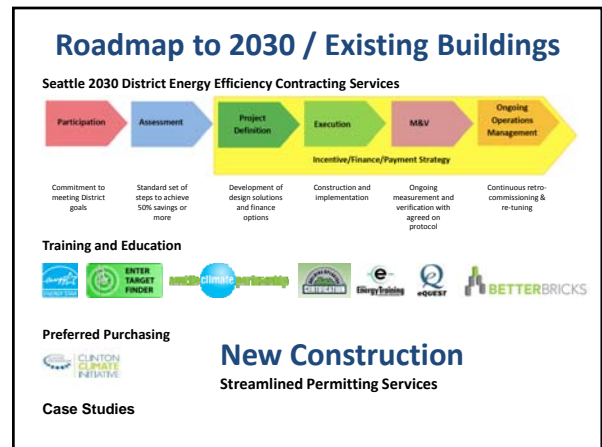 Roadmap to 2030 / Existing Buildings
Seattle 2030 District Energy Efficiency Contracting Services
Participation
Assessment
Project
Definition
Execution
M&V
Ongoing
Operations
Management
Incentive/Finance/Payment Strategy
Commitment to
meeting District
goals
Standard set of
steps to achieve
50% savings or
more
Development of
design solutions
and finance
options
Construction and
implementation
Ongoing
measurement and
verification with
agreed on
protocol
Continuous retro-
commissioning &
re-tuning
Training and Education
ENERGY STAR
ENTER
TARGET
FINDER
seattle climate partnership
CERTIFICATION
EnergyTraining
eQUEST
BETTERBRICKS
Preferred Purchasing
CLINTON
CLIMATE
INITIATIVE
New Construction
Streamlined Permitting Services
Case Studies